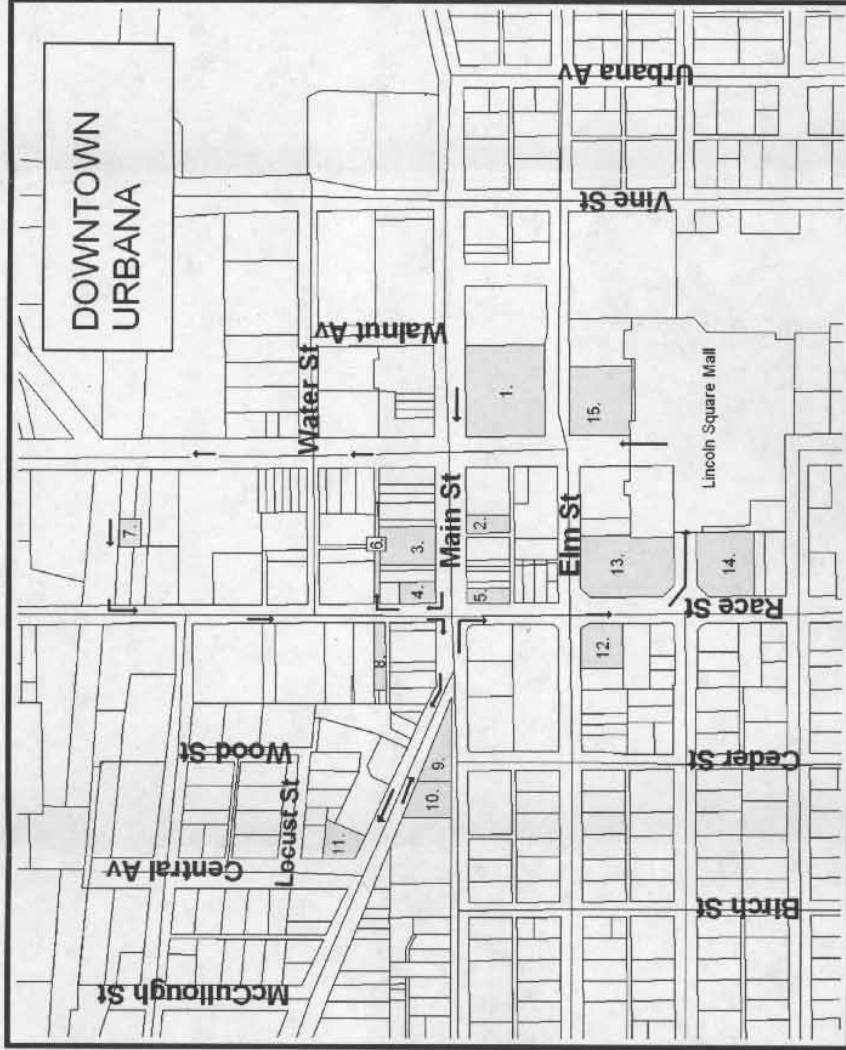 DOWNTOWN
URBANA
Urbana Av
Vine St
Walnut Av
Water St
7.
6.
3.
4.
Main St
2.
5.
1.
15.
Elm St
Lincoln Square Mall
13.
14.
Race St
12.
8.
Wood St
9.
10.
Ceder St
Locust St
11.
Central Av
Birch St
McCullough St